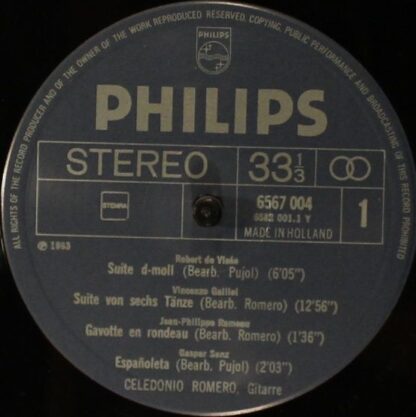 ALL RIGHTS OF THE RECORD PRODUCER AND OF THE OWNER OF THE WORK REPRODUCED RESERVED. COPYING, PUBLIC PERFORMANCE AND BROADCASTING OF THIS RECORD PROHIBITED
PHILIPS
PHILIPS
STEREO 33 1/3
STEMRA 6567 004 1
6582 001.1 Y
MADE IN HOLLAND
℗ 1963
Robert de Visée
Suite d-moll (Bearb. Pujol) (6'05")
Vincenzo Galilei
Suite von sechs Tänze (Bearb. Romero) (12'56")
Jean-Philippe Rameau
Gavotte en rondeau (Bearb. Romero) (1'36")
Gaspar Sanz
Españoleta (Bearb. Pujol) (2'03")
CELEDONIO ROMERO, Gitarre